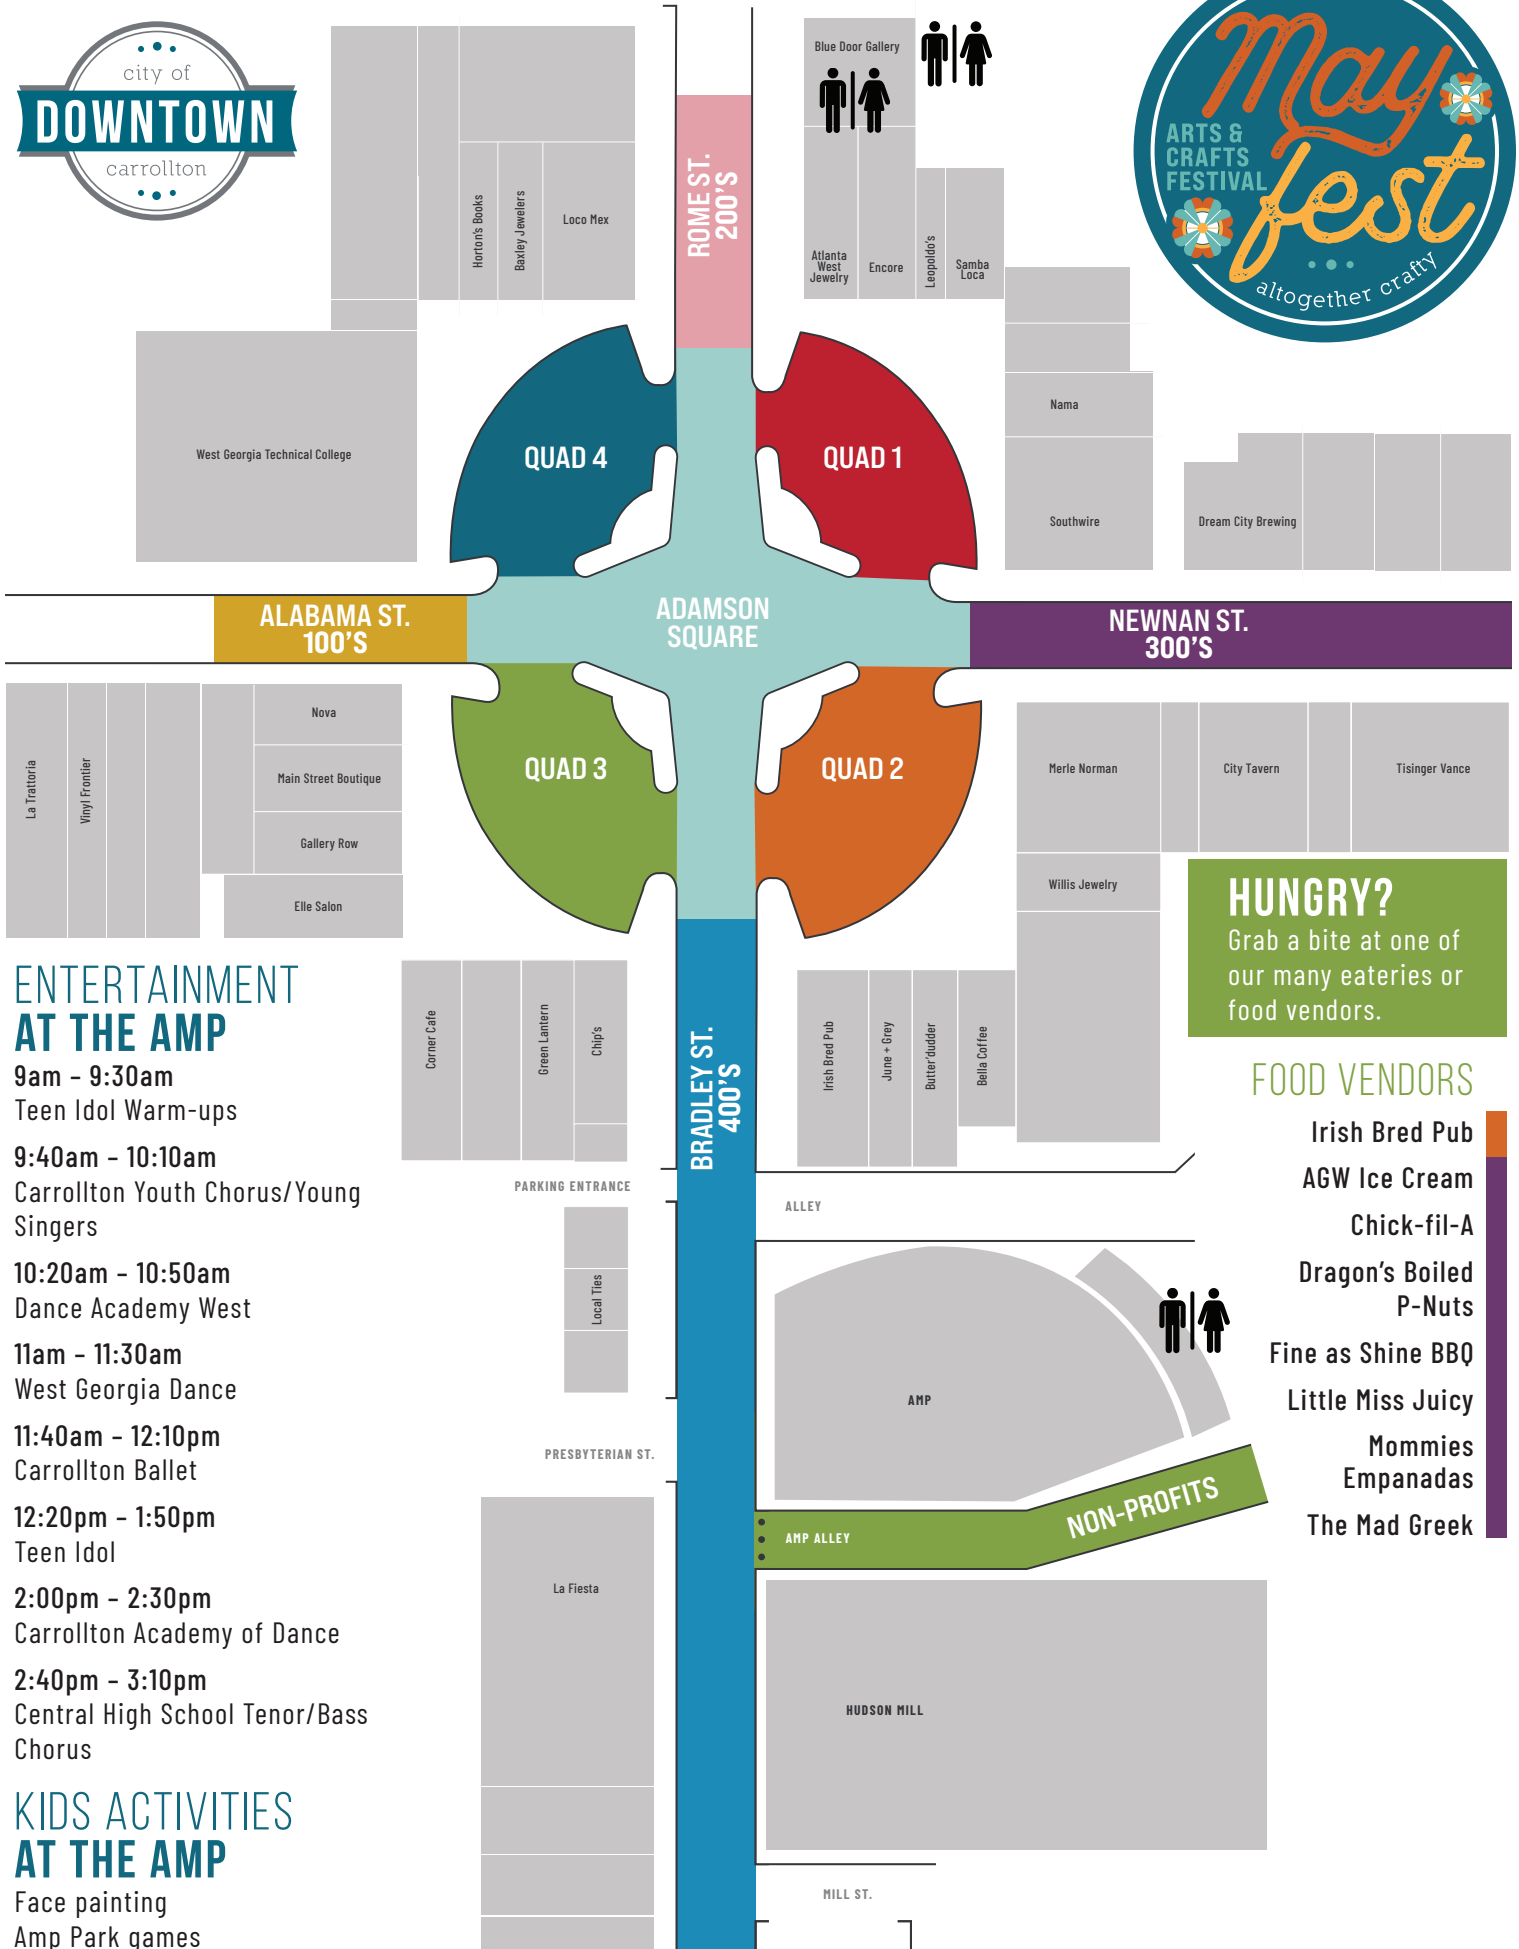 city of
DOWNTOWN
carrollton
May
fest
ARTS &
CRAFTS
FESTIVAL
altogether crafty
Blue Door Gallery
ROME ST.
200'S
Horton's Books
Baxley Jewelers
Loco Mex
Atlanta
West
Jewelry
Encore
Leopoldo's
Samba
Loca
West Georgia Technical College
QUAD 4
QUAD 1
Nama
Southwire
Dream City Brewing
ALABAMA ST.
100'S
ADAMSON
SQUARE
NEWNAN ST.
300'S
La Trattoria
Vinyl Frontier
Nova
Main Street Boutique
Gallery Row
Elle Salon
QUAD 3
QUAD 2
Merle Norman
City Tavern
Tisinger Vance
Willis Jewelry
HUNGRY?
Grab a bite at one of
our many eateries or
food vendors.
ENTERTAINMENT
AT THE AMP
9am – 9:30am
Teen Idol Warm-ups
9:40am – 10:10am
Carrollton Youth Chorus/Young
Singers
10:20am – 10:50am
Dance Academy West
11am – 11:30am
West Georgia Dance
11:40am – 12:10pm
Carrollton Ballet
12:20pm – 1:50pm
Teen Idol
2:00pm – 2:30pm
Carrollton Academy of Dance
2:40pm – 3:10pm
Central High School Tenor/Bass
Chorus
KIDS ACTIVITIES
AT THE AMP
Face painting
Amp Park games
Corner Cafe
Green Lantern
Chip's
BRADLEY ST.
400'S
Irish Bred Pub
June + Grey
Butter'dudder
Bella Coffee
PARKING ENTRANCE
ALLEY
Local Ties
AMP
PRESBYTERIAN ST.
AMP ALLEY
NON-PROFITS
La Fiesta
HUDSON MILL
MILL ST.
FOOD VENDORS
Irish Bred Pub
AGW Ice Cream
Chick-fil-A
Dragon's Boiled
P-Nuts
Fine as Shine BBQ
Little Miss Juicy
Mommies
Empanadas
The Mad Greek